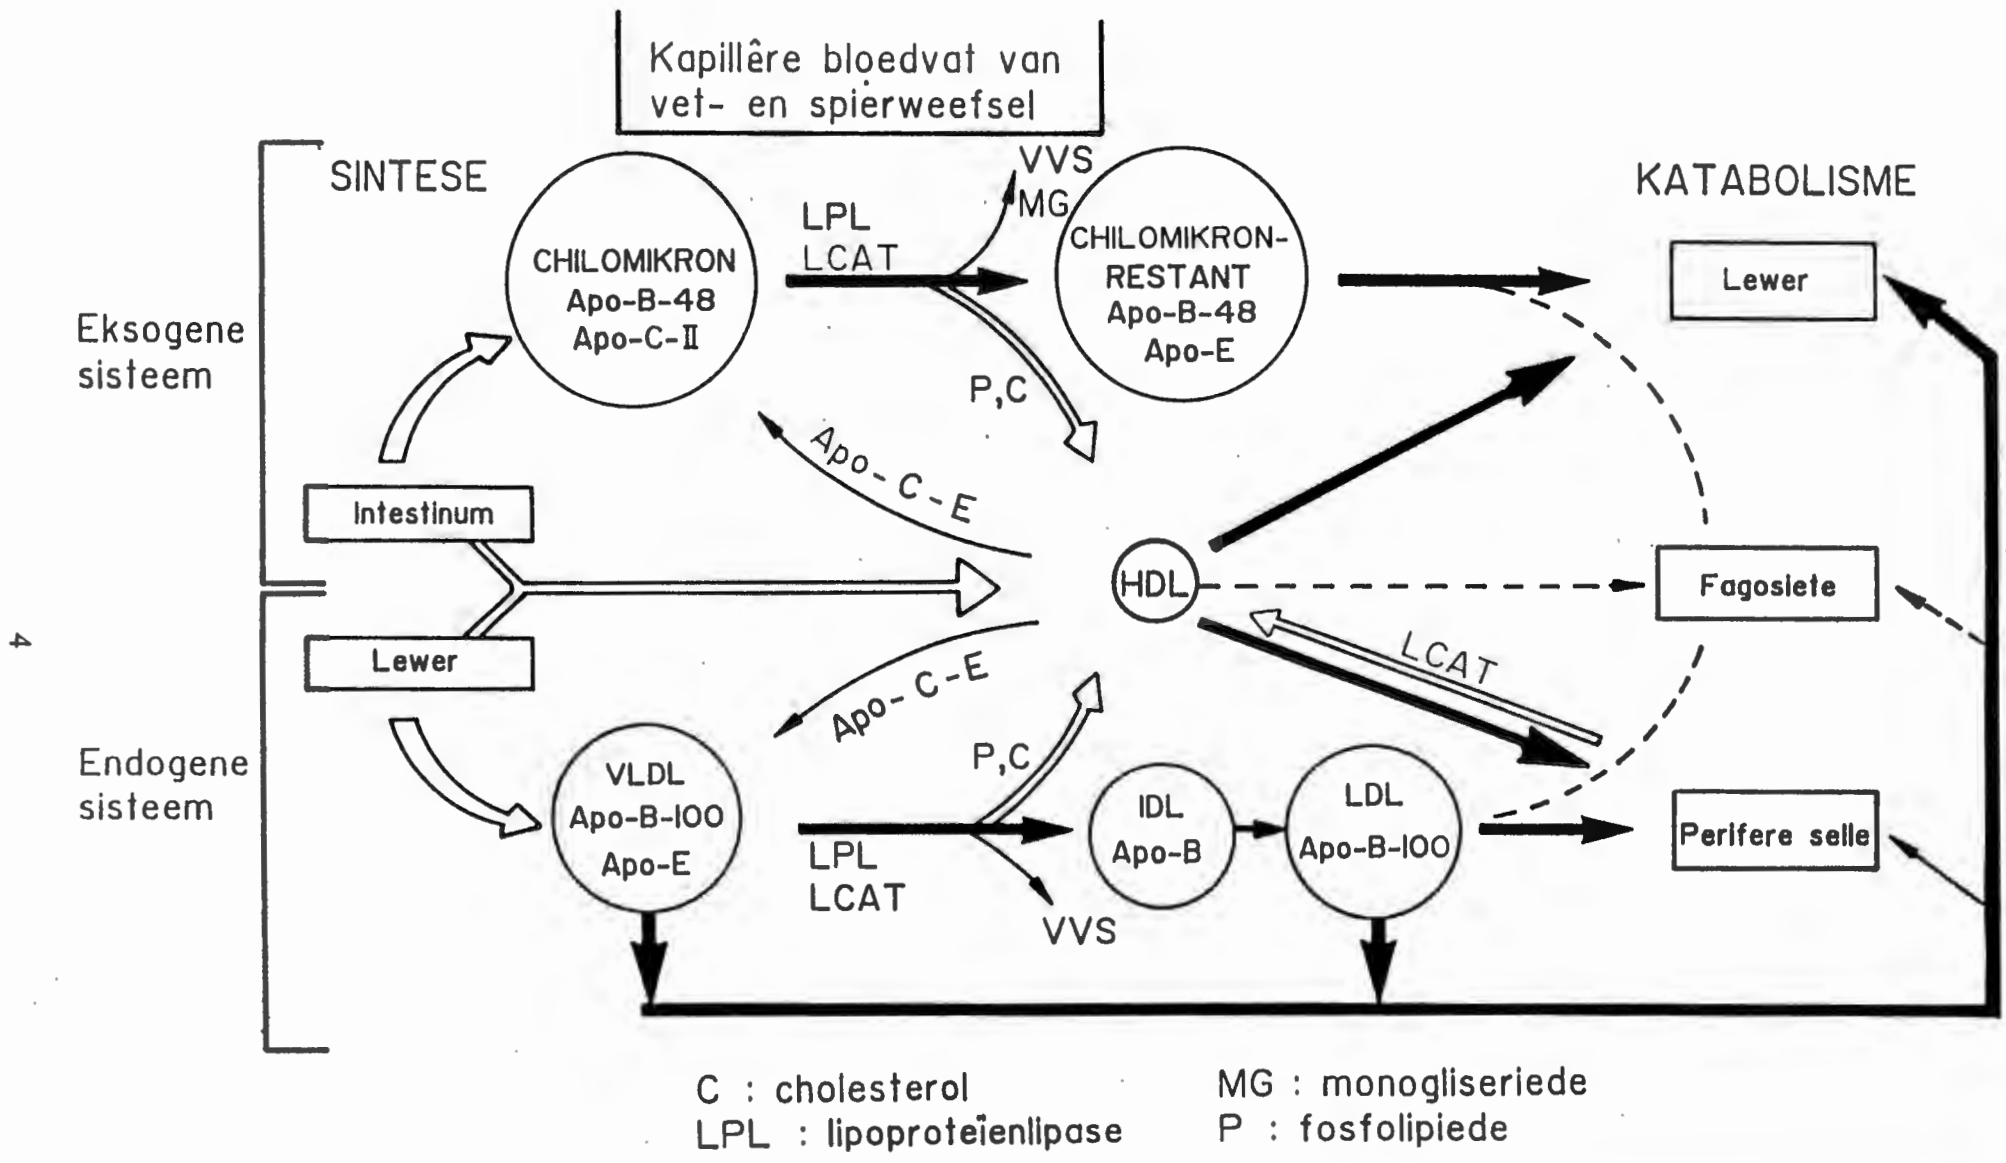 Kapillêre bloedvat van
vet- en spierweefsel
SINTESE
KATABOLISME
Eksogene
sisteem
CHILOMIKRON
Apo-B-48
Apo-C-II
LPL
LCAT
VVS
MG
P,C
CHILOMIKRON-
RESTANT
Apo-B-48
Apo-E
Lewer
Apo-C-E
Intestinum
HDL
Fagosiete
Lewer
4
Apo-C-E
LCAT
Endogene
sisteem
VLDL
Apo-B-100
Apo-E
P,C
LPL
LCAT
VVS
IDL
Apo-B
LDL
Apo-B-100
Perifere selle
C : cholesterol
MG : monogliseriede
LPL : lipoproteïenlipase
P : fosfolipiede